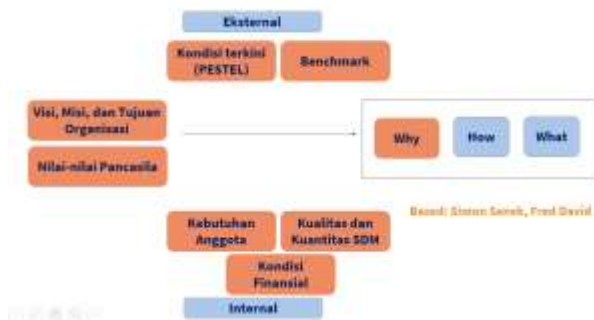 Eksternal
Kondisi terkini
(PESTEL)
Benchmark
Visi, Misi, dan Tujuan
Organisasi
Nilai-nilai Pancasila
Why
How
What
Based: Simon Senek, Fred David
Kebutuhan
Anggota
Kualitas dan
Kuantitas SDM
Kondisi
Finansial
Internal